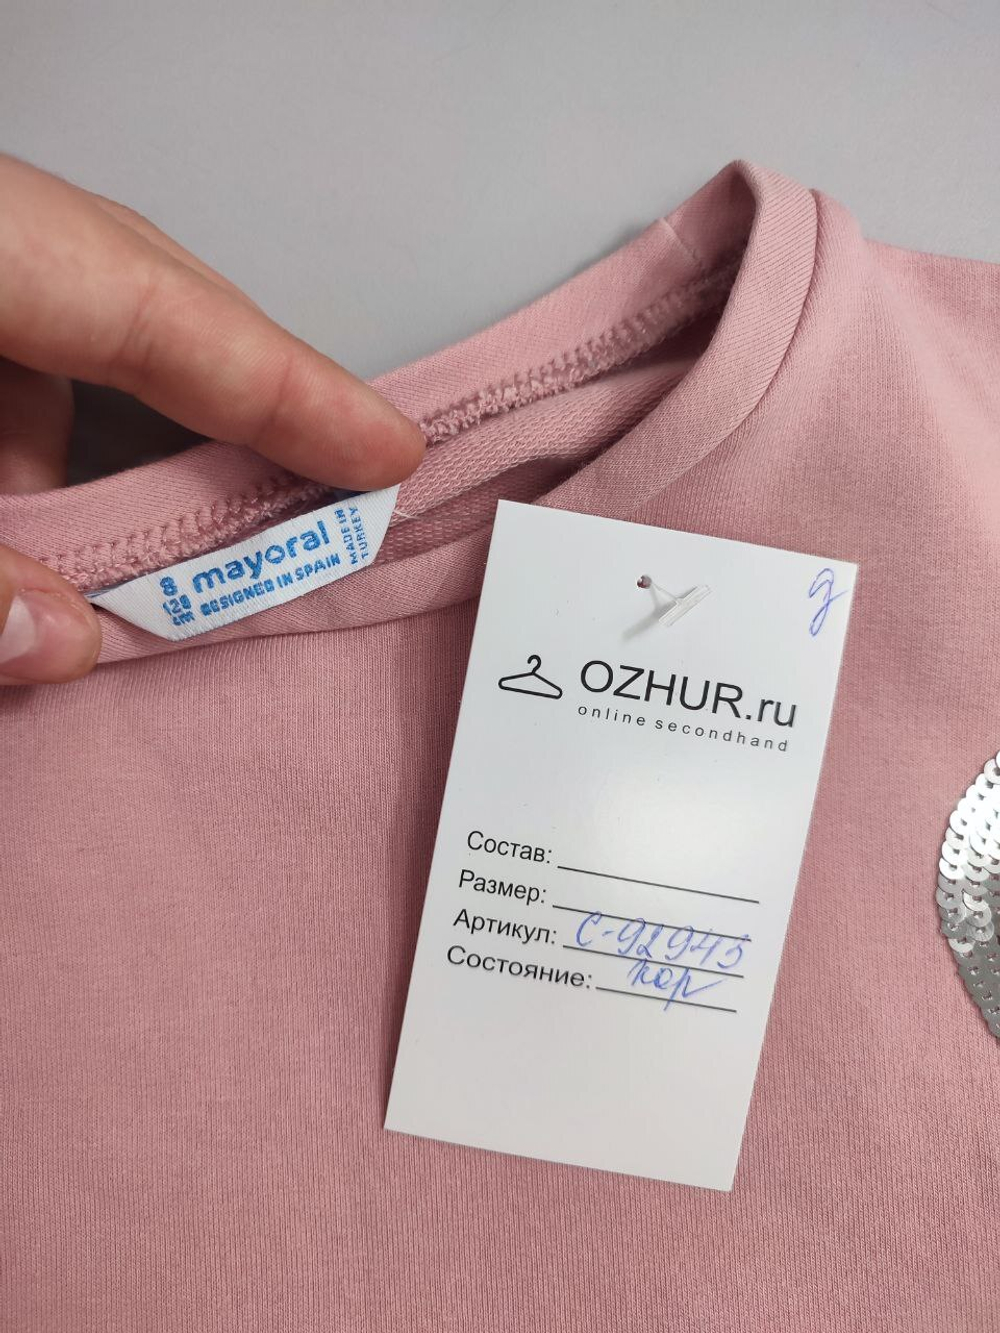 8 mayoral
128 cm DESIGNED IN SPAIN
MADE IN
TURKEY
д
OZHUR.ru
online secondhand
Состав:
Размер:
Артикул: С-92943
Состояние: хор